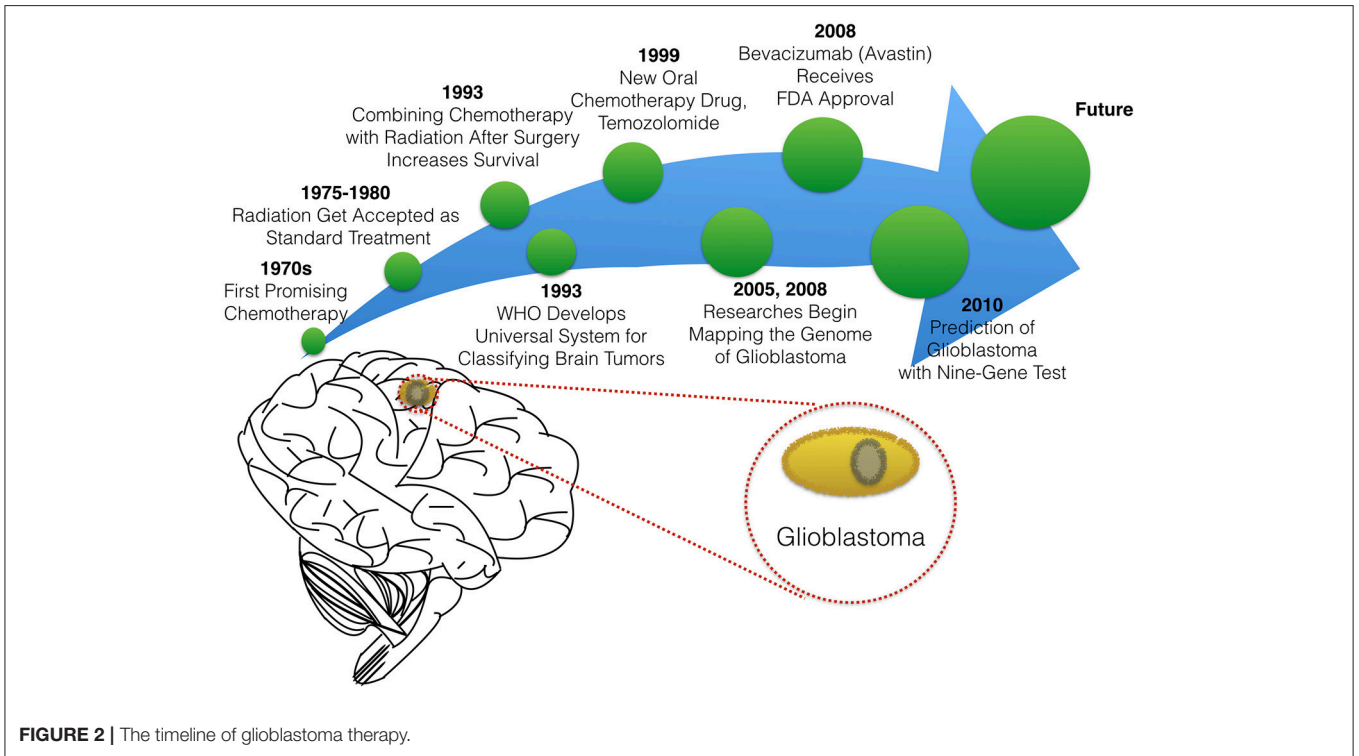 2008
Bevacizumab (Avastin)
Receives
FDA Approval
1999
New Oral
Chemotherapy Drug,
Temozolomide
Future
1993
Combining Chemotherapy
with Radiation After Surgery
Increases Survival
1975-1980
Radiation Get Accepted as
Standard Treatment
1970s
First Promising
Chemotherapy
1993
WHO Develops
Universal System for
Classifying Brain Tumors
2005, 2008
Researches Begin
Mapping the Genome
of Glioblastoma
2010
Prediction of
Glioblastoma
with Nine-Gene Test
Glioblastoma
FIGURE 2 | The timeline of glioblastoma therapy.